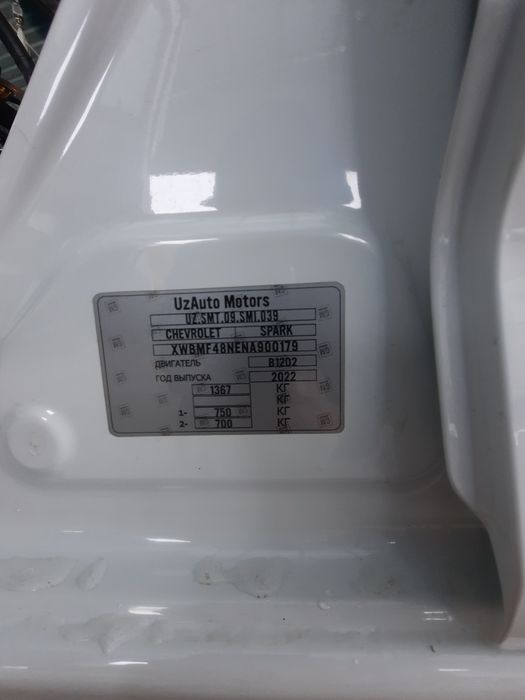 UzAuto Motors
UZ.SMT.09.SMI.039
CHEVROLET SPARK
XWBMF48NENA900179
ДВИГАТЕЛЬ B12D2
ГОД ВЫПУСКА 2022
1367 КГ
КГ
1- 750 КГ
2- 700 КГ